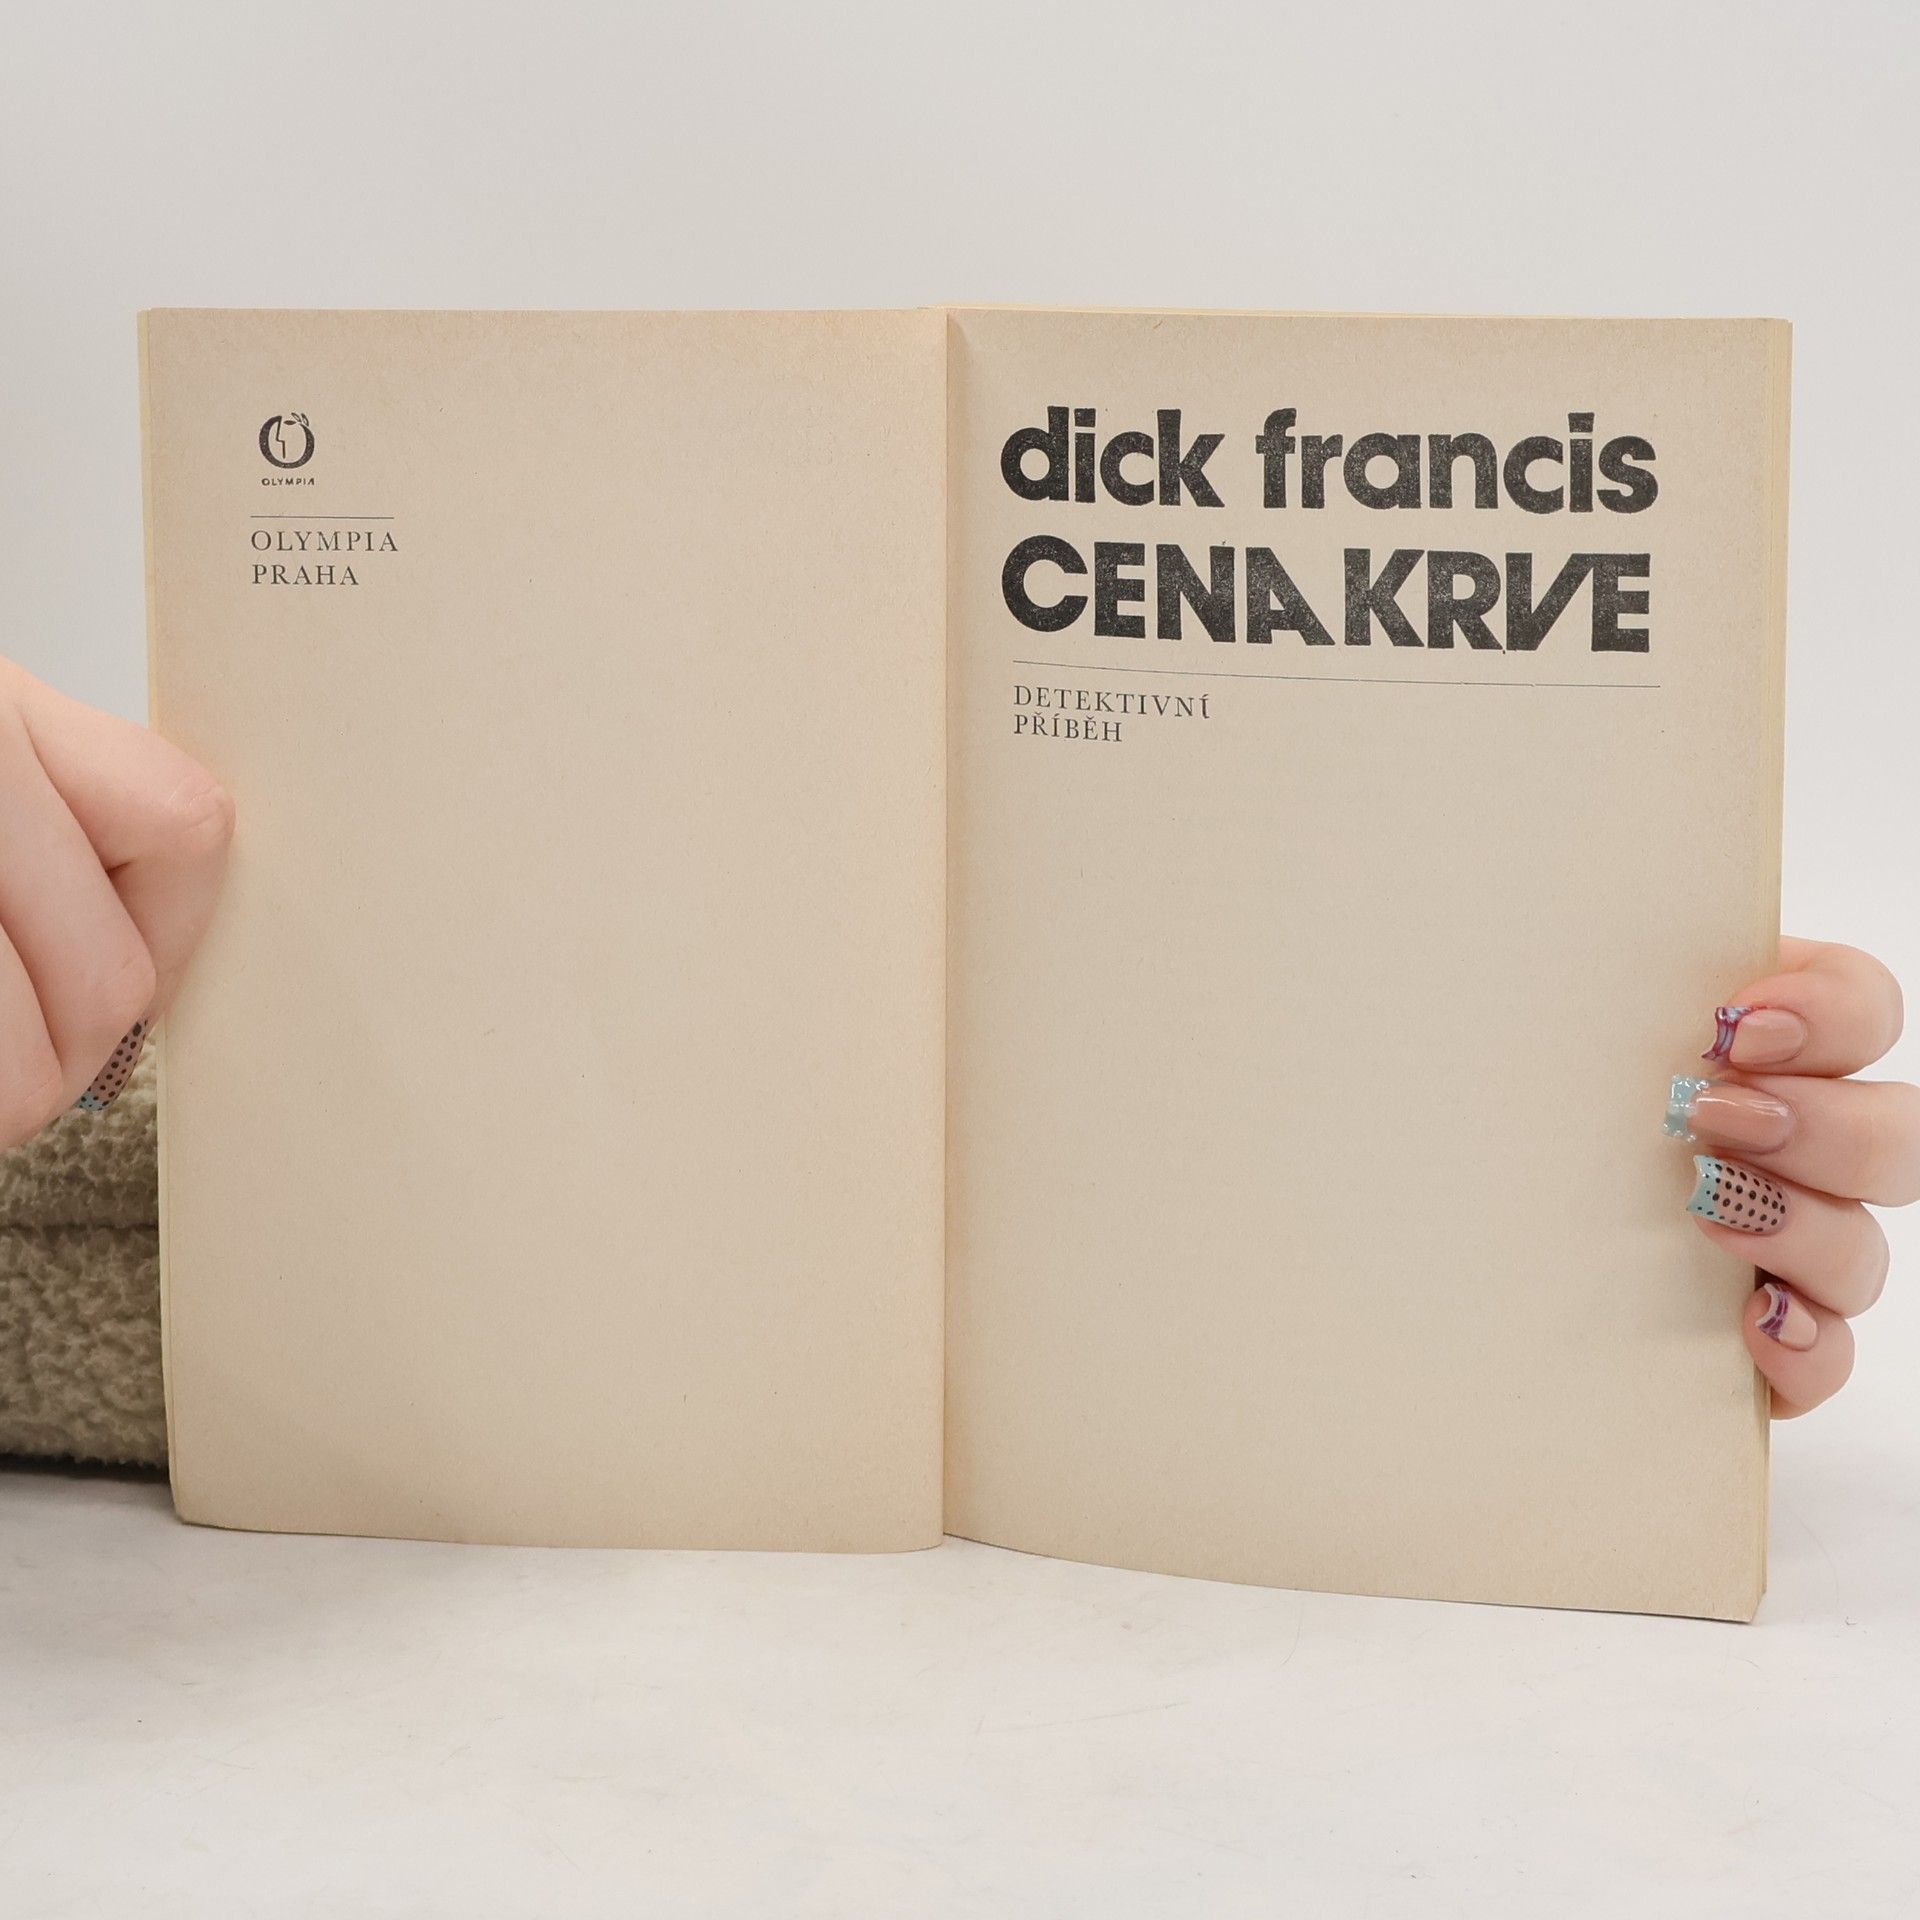 OLYMPIA
OLYMPIA
PRAHA
dick francis
CENA KRVE
DETEKTIVNÍ
PŘÍBĚH